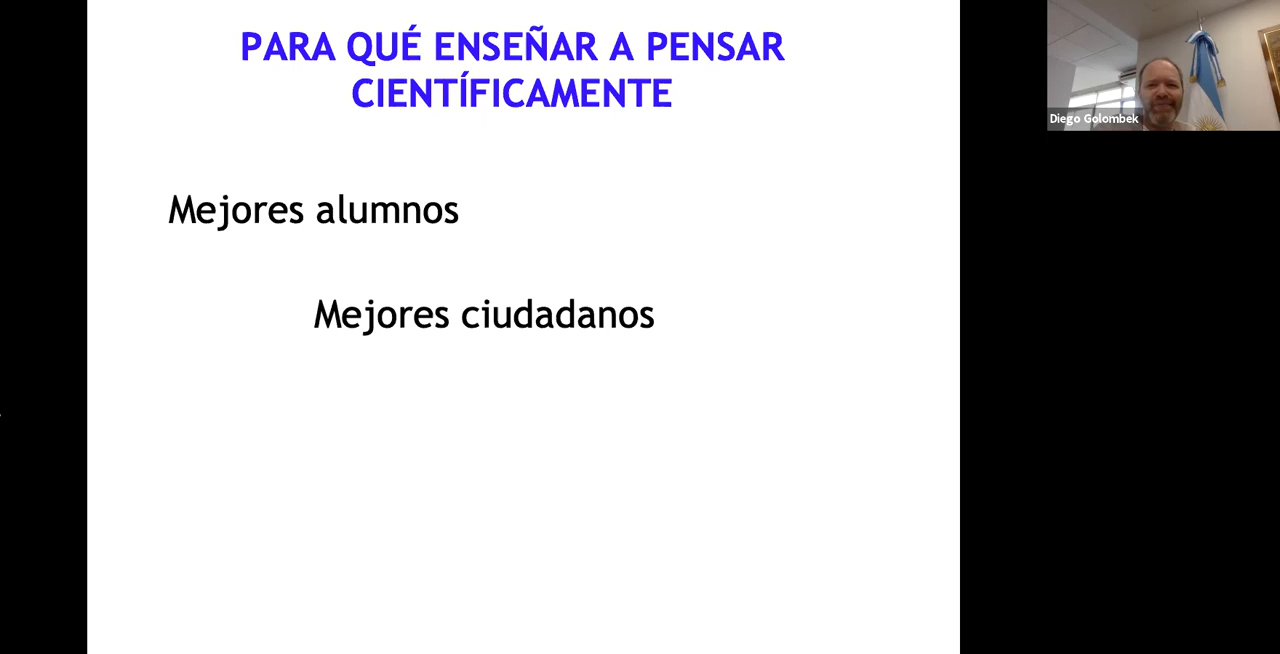 PARA QUÉ ENSEÑAR A PENSAR
CIENTÍFICAMENTE
Mejores alumnos
Mejores ciudadanos
Diego Golombek